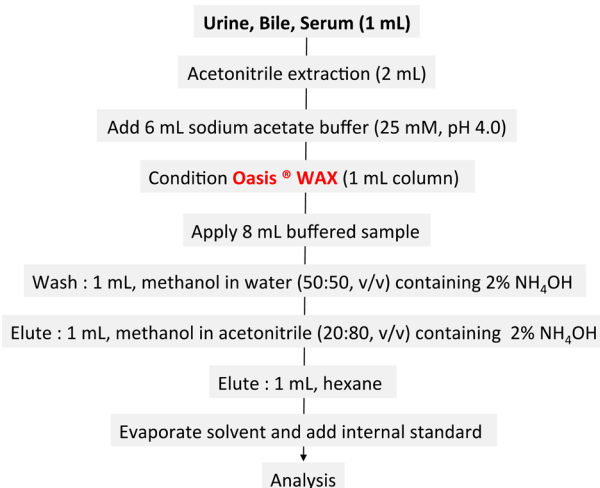 Urine, Bile, Serum (1 mL)
Acetonitrile extraction (2 mL)
Add 6 mL sodium acetate buffer (25 mM, pH 4.0)
Condition Oasis ® WAX (1 mL column)
Apply 8 mL buffered sample
Wash : 1 mL, methanol in water (50:50, v/v) containing 2% NH₄OH
Elute : 1 mL, methanol in acetonitrile (20:80, v/v) containing 2% NH₄OH
Elute : 1 mL, hexane
Evaporate solvent and add internal standard
Analysis